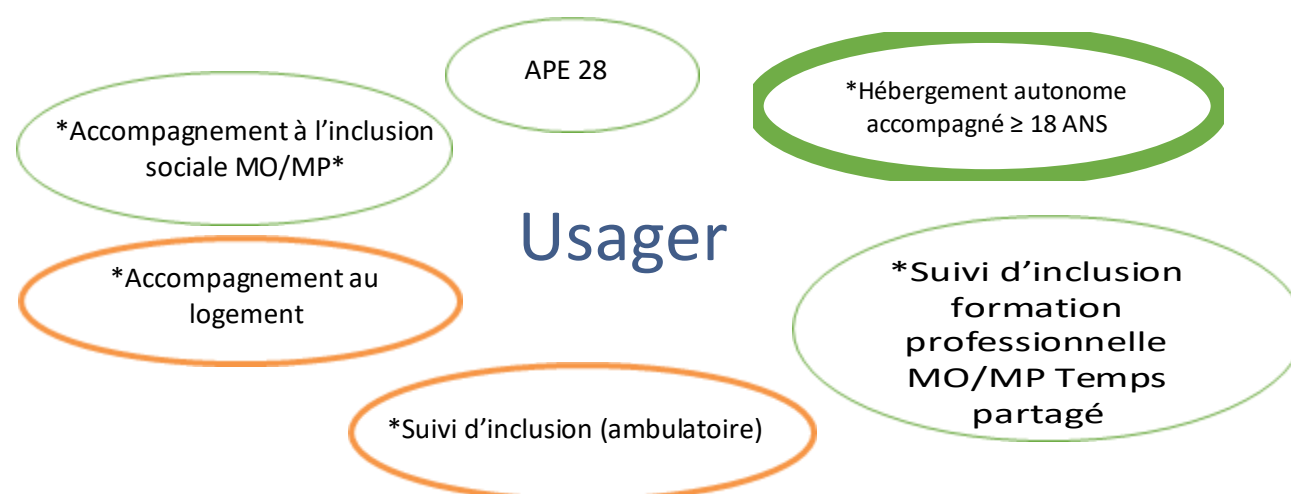 APE 28
*Hébergement autonome
accompagné ≥ 18 ANS
*Accompagnement à l’inclusion
sociale MO/MP*
Usager
*Accompagnement au
logement
*Suivi d’inclusion
formation
professionnelle
MO/MP Temps
partagé
*Suivi d’inclusion (ambulatoire)